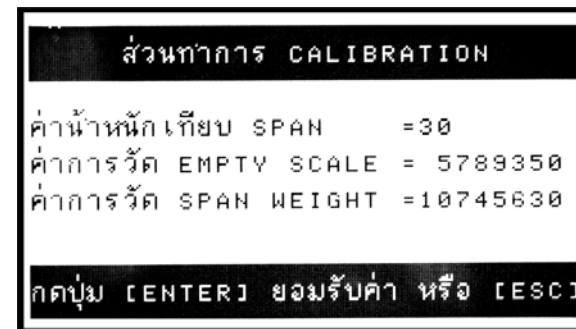 ส่วนทำการ CALIBRATION
ค่าน้ำหนักเทียบ SPAN =30
ค่าการวัด EMPTY SCALE = 5789350
ค่าการวัด SPAN WEIGHT =10745630
กดปุ่ม [ENTER] ยอมรับค่า หรือ [ESC]